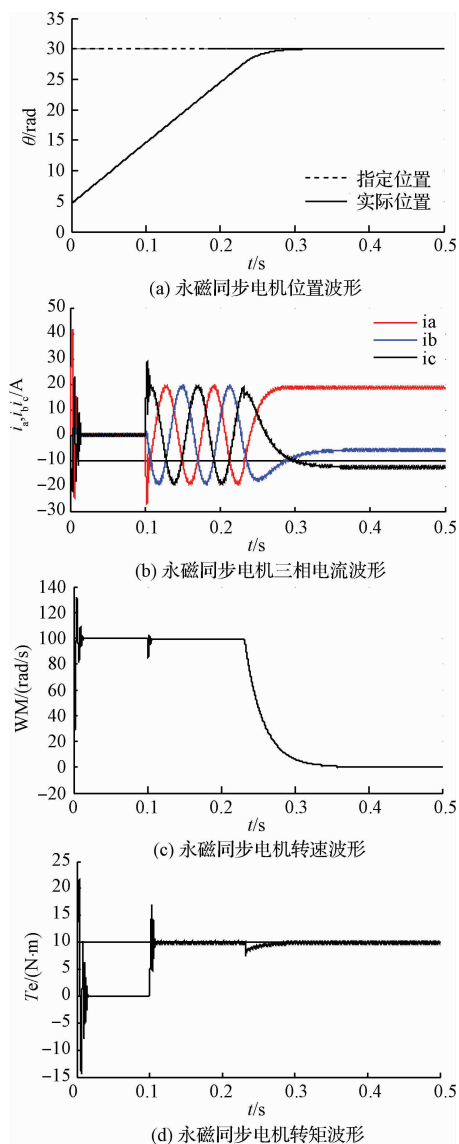 35
30
25
20
15
10
5
0
θ/rad
指定位置
实际位置
0 0.1 0.2 0.3 0.4 0.5
t/s
(a) 永磁同步电机位置波形
50
40
30
20
10
0
-10
-20
-30
ia,ib,ic/A
ia
ib
ic
0 0.1 0.2 0.3 0.4 0.5
t/s
(b) 永磁同步电机三相电流波形
140
120
100
80
60
40
20
0
-20
WM/(rad/s)
0 0.1 0.2 0.3 0.4 0.5
t/s
(c) 永磁同步电机转速波形
25
20
15
10
5
0
-5
-10
-15
Te/(N·m)
0 0.1 0.2 0.3 0.4 0.5
t/s
(d) 永磁同步电机转矩波形